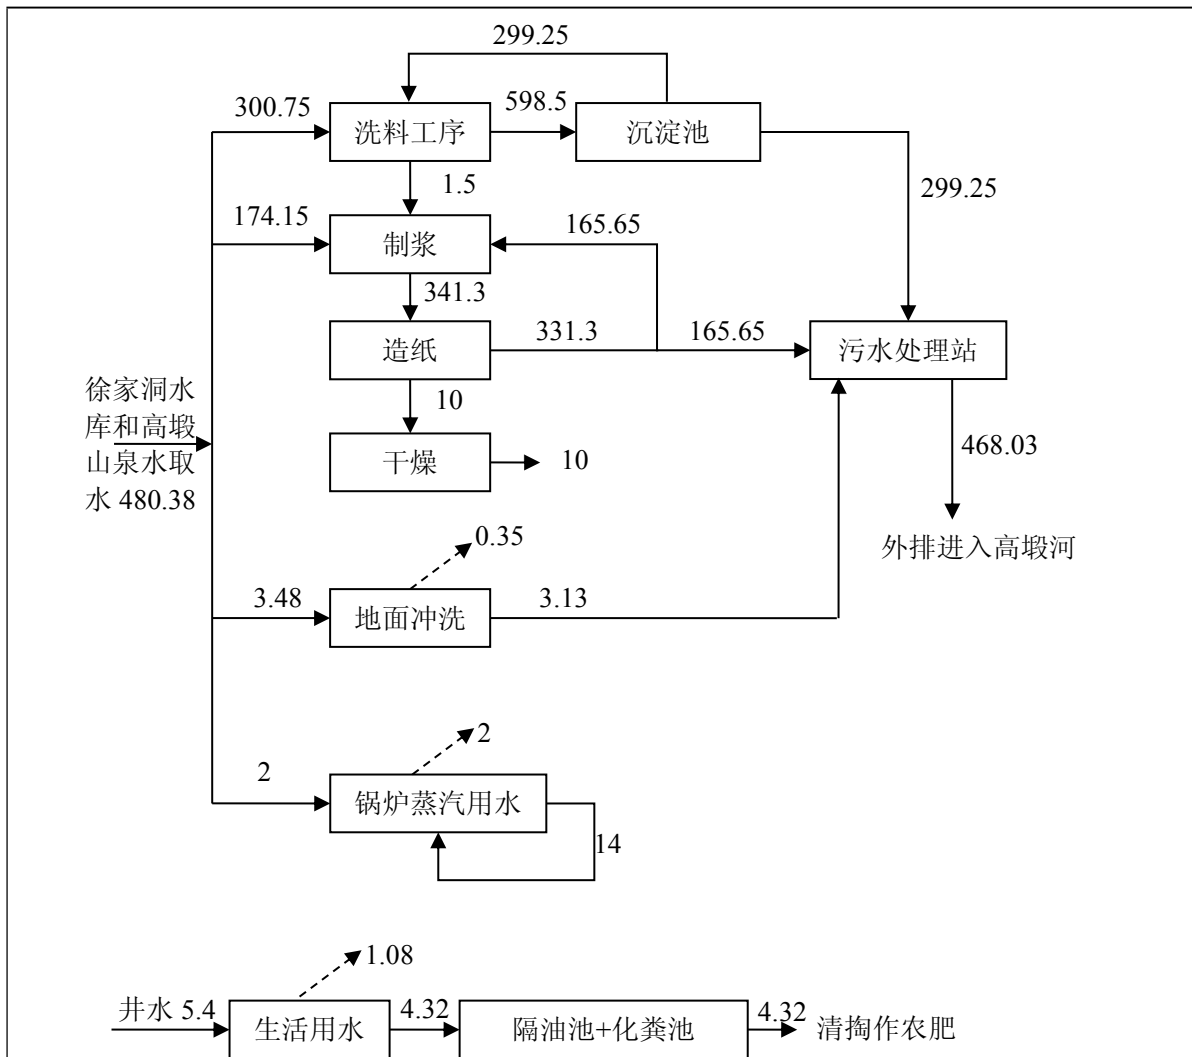 299.25
300.75
598.5
洗料工序
沉淀池
1.5
299.25
174.15
165.65
制浆
341.3
331.3
165.65
造纸
污水处理站
10
徐家洞水
库和高塅
山泉水取
水 480.38
干燥
10
468.03
外排进入高塅河
0.35
3.48
地面冲洗
3.13
2
2
锅炉蒸汽用水
14
1.08
井水 5.4
生活用水
4.32
隔油池+化粪池
4.32
清掏作农肥